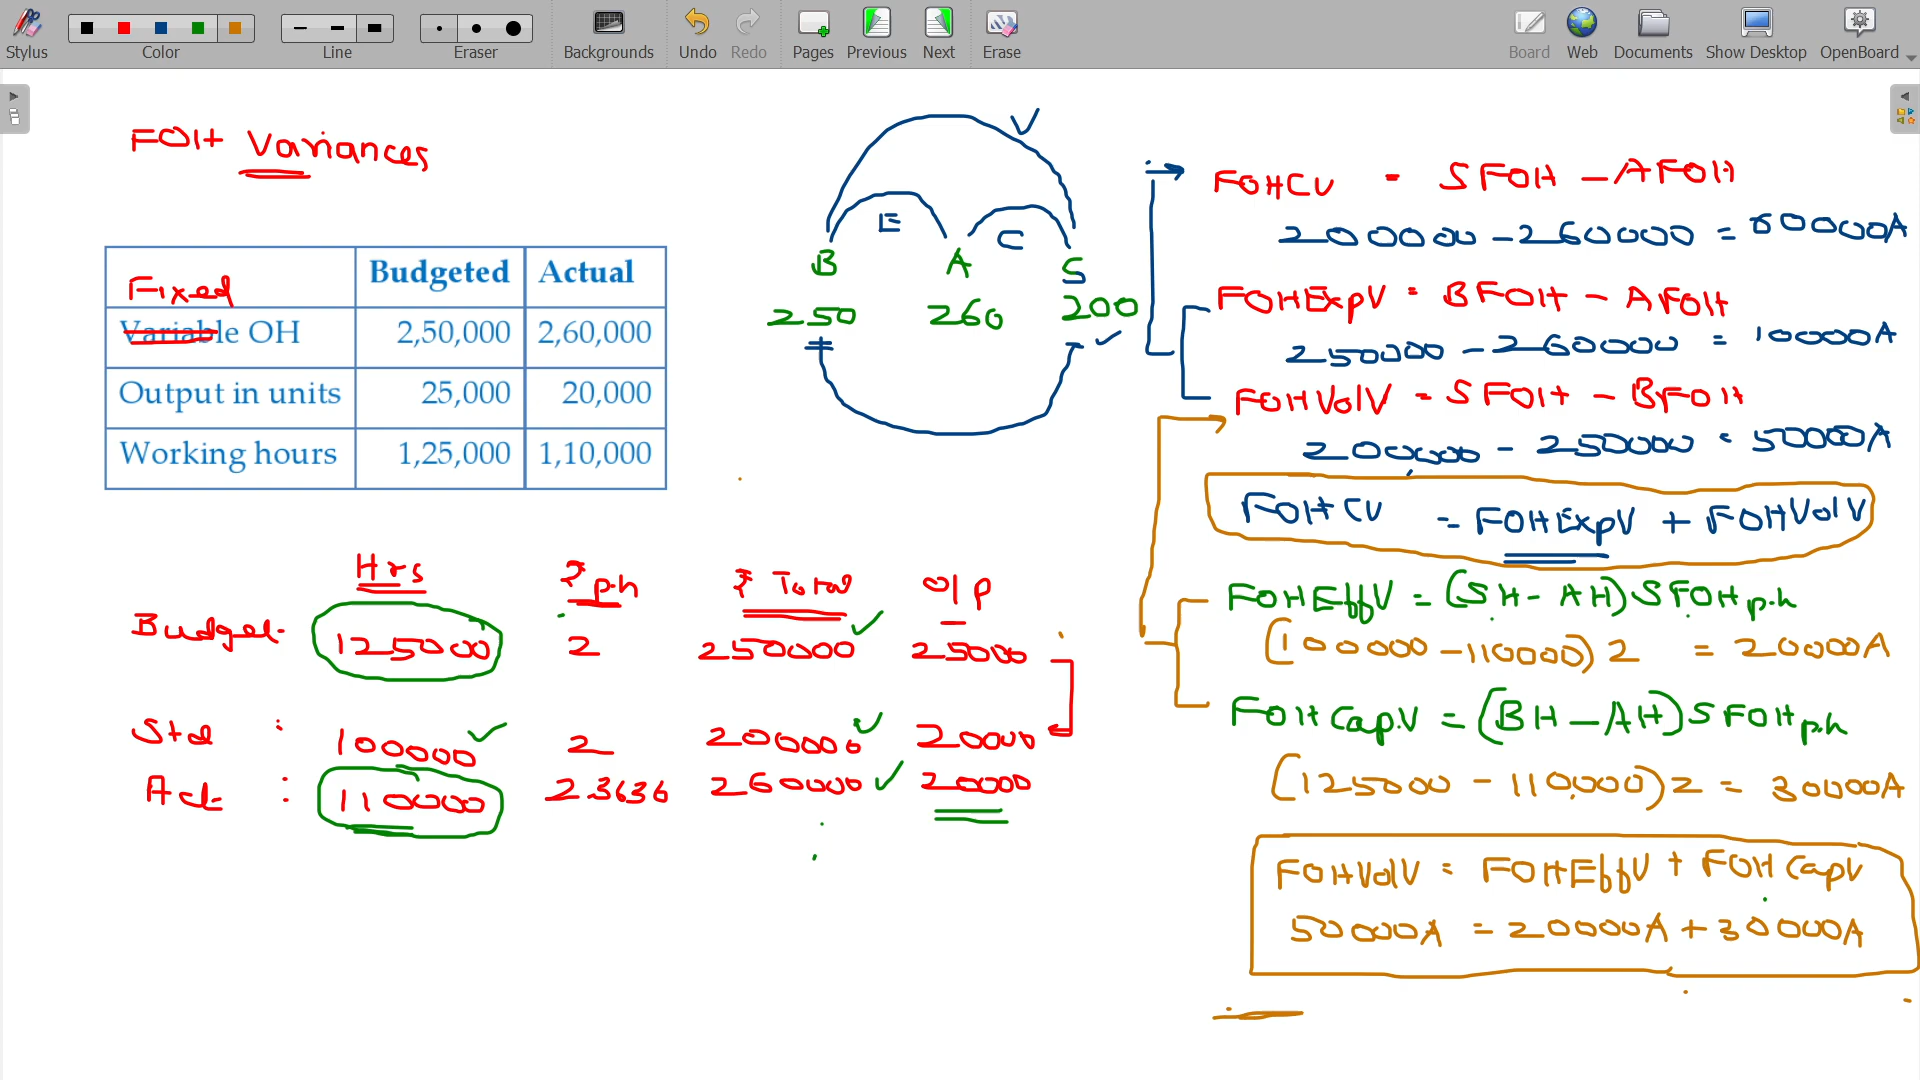 Stylus Color Line Eraser Backgrounds Undo Redo Pages Previous Next Erase Board Web Documents Show Desktop OpenBoard
FOH Variances
Budgeted Actual
Fixed
Variable OH 2,50,000 2,60,000
Output in units 25,000 20,000
Working hours 1,25,000 1,10,000
Hrs ₹ p.h ₹ Total O/P
Budget 125000 2 250000 25000
Std : 100000 2 200000 20000
Act : 110000 2.3636 260000 20000
V
E C
B A S
250 260 200
FOHCV = SFOH - AFOH
200000 - 260000 = 60000A
FOHExpV = BFOH - AFOH
250000 - 260000 = 10000A
FOHVolV = SFOH - BFOH
200000 - 250000 = 50000A
FOHCV = FOHExpV + FOHVolV
FOHEffV = (SH - AH) SFOH p.h
(100000 - 110000) 2 = 20000A
FOHCap.V = (BH - AH) SFOH p.h
(125000 - 110000) 2 = 30000A
FOHVolV = FOHEffV + FOHCapV
50000A = 20000A + 30000A